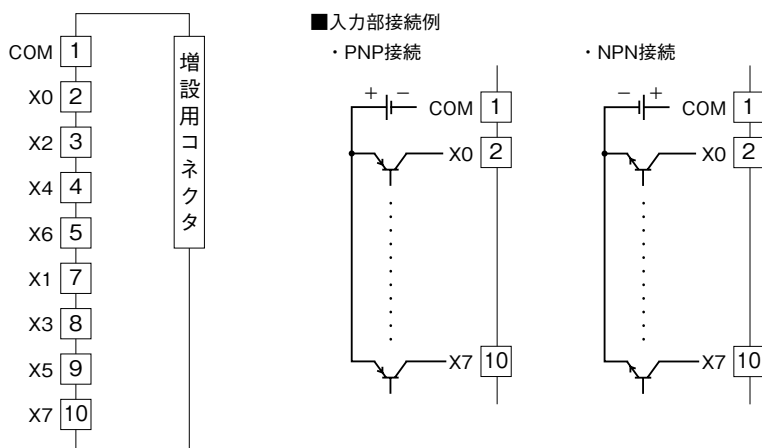 COM 1
X0 2
X2 3
X4 4
X6 5
X1 7
X3 8
X5 9
X7 10
増設用コネクタ
■入力部接続例
・PNP接続
+ −
COM 1
X0 2
X7 10
・NPN接続
− +
COM 1
X0 2
X7 10